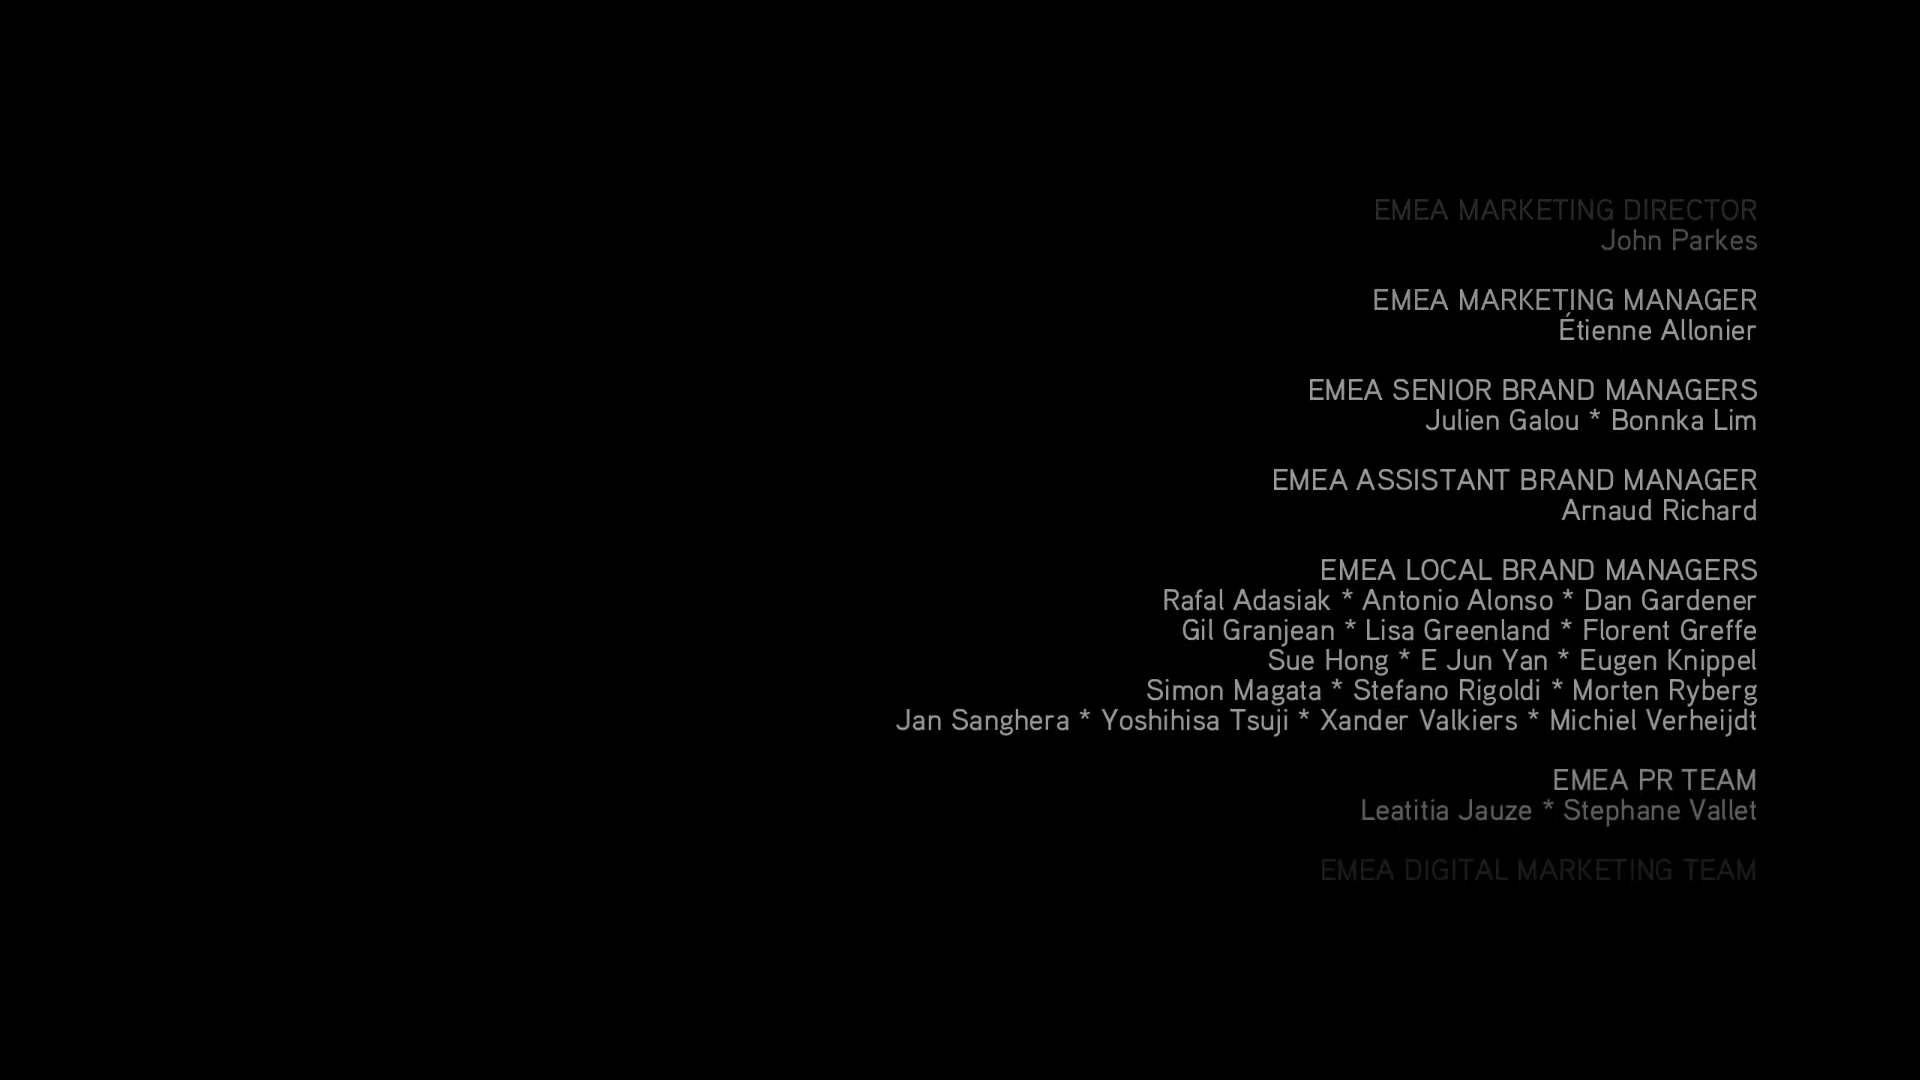 EMEA MARKETING DIRECTOR
John Parkes
EMEA MARKETING MANAGER
Étienne Allonier
EMEA SENIOR BRAND MANAGERS
Julien Galou * Bonnka Lim
EMEA ASSISTANT BRAND MANAGER
Arnaud Richard
EMEA LOCAL BRAND MANAGERS
Rafal Adasiak * Antonio Alonso * Dan Gardener
Gil Granjean * Lisa Greenland * Florent Greffe
Sue Hong * E Jun Yan * Eugen Knippel
Simon Magata * Stefano Rigoldi * Morten Ryberg
Jan Sanghera * Yoshihisa Tsuji * Xander Valkiers * Michiel Verheijdt
EMEA PR TEAM
Leatitia Jauze * Stephane Vallet
EMEA DIGITAL MARKETING TEAM